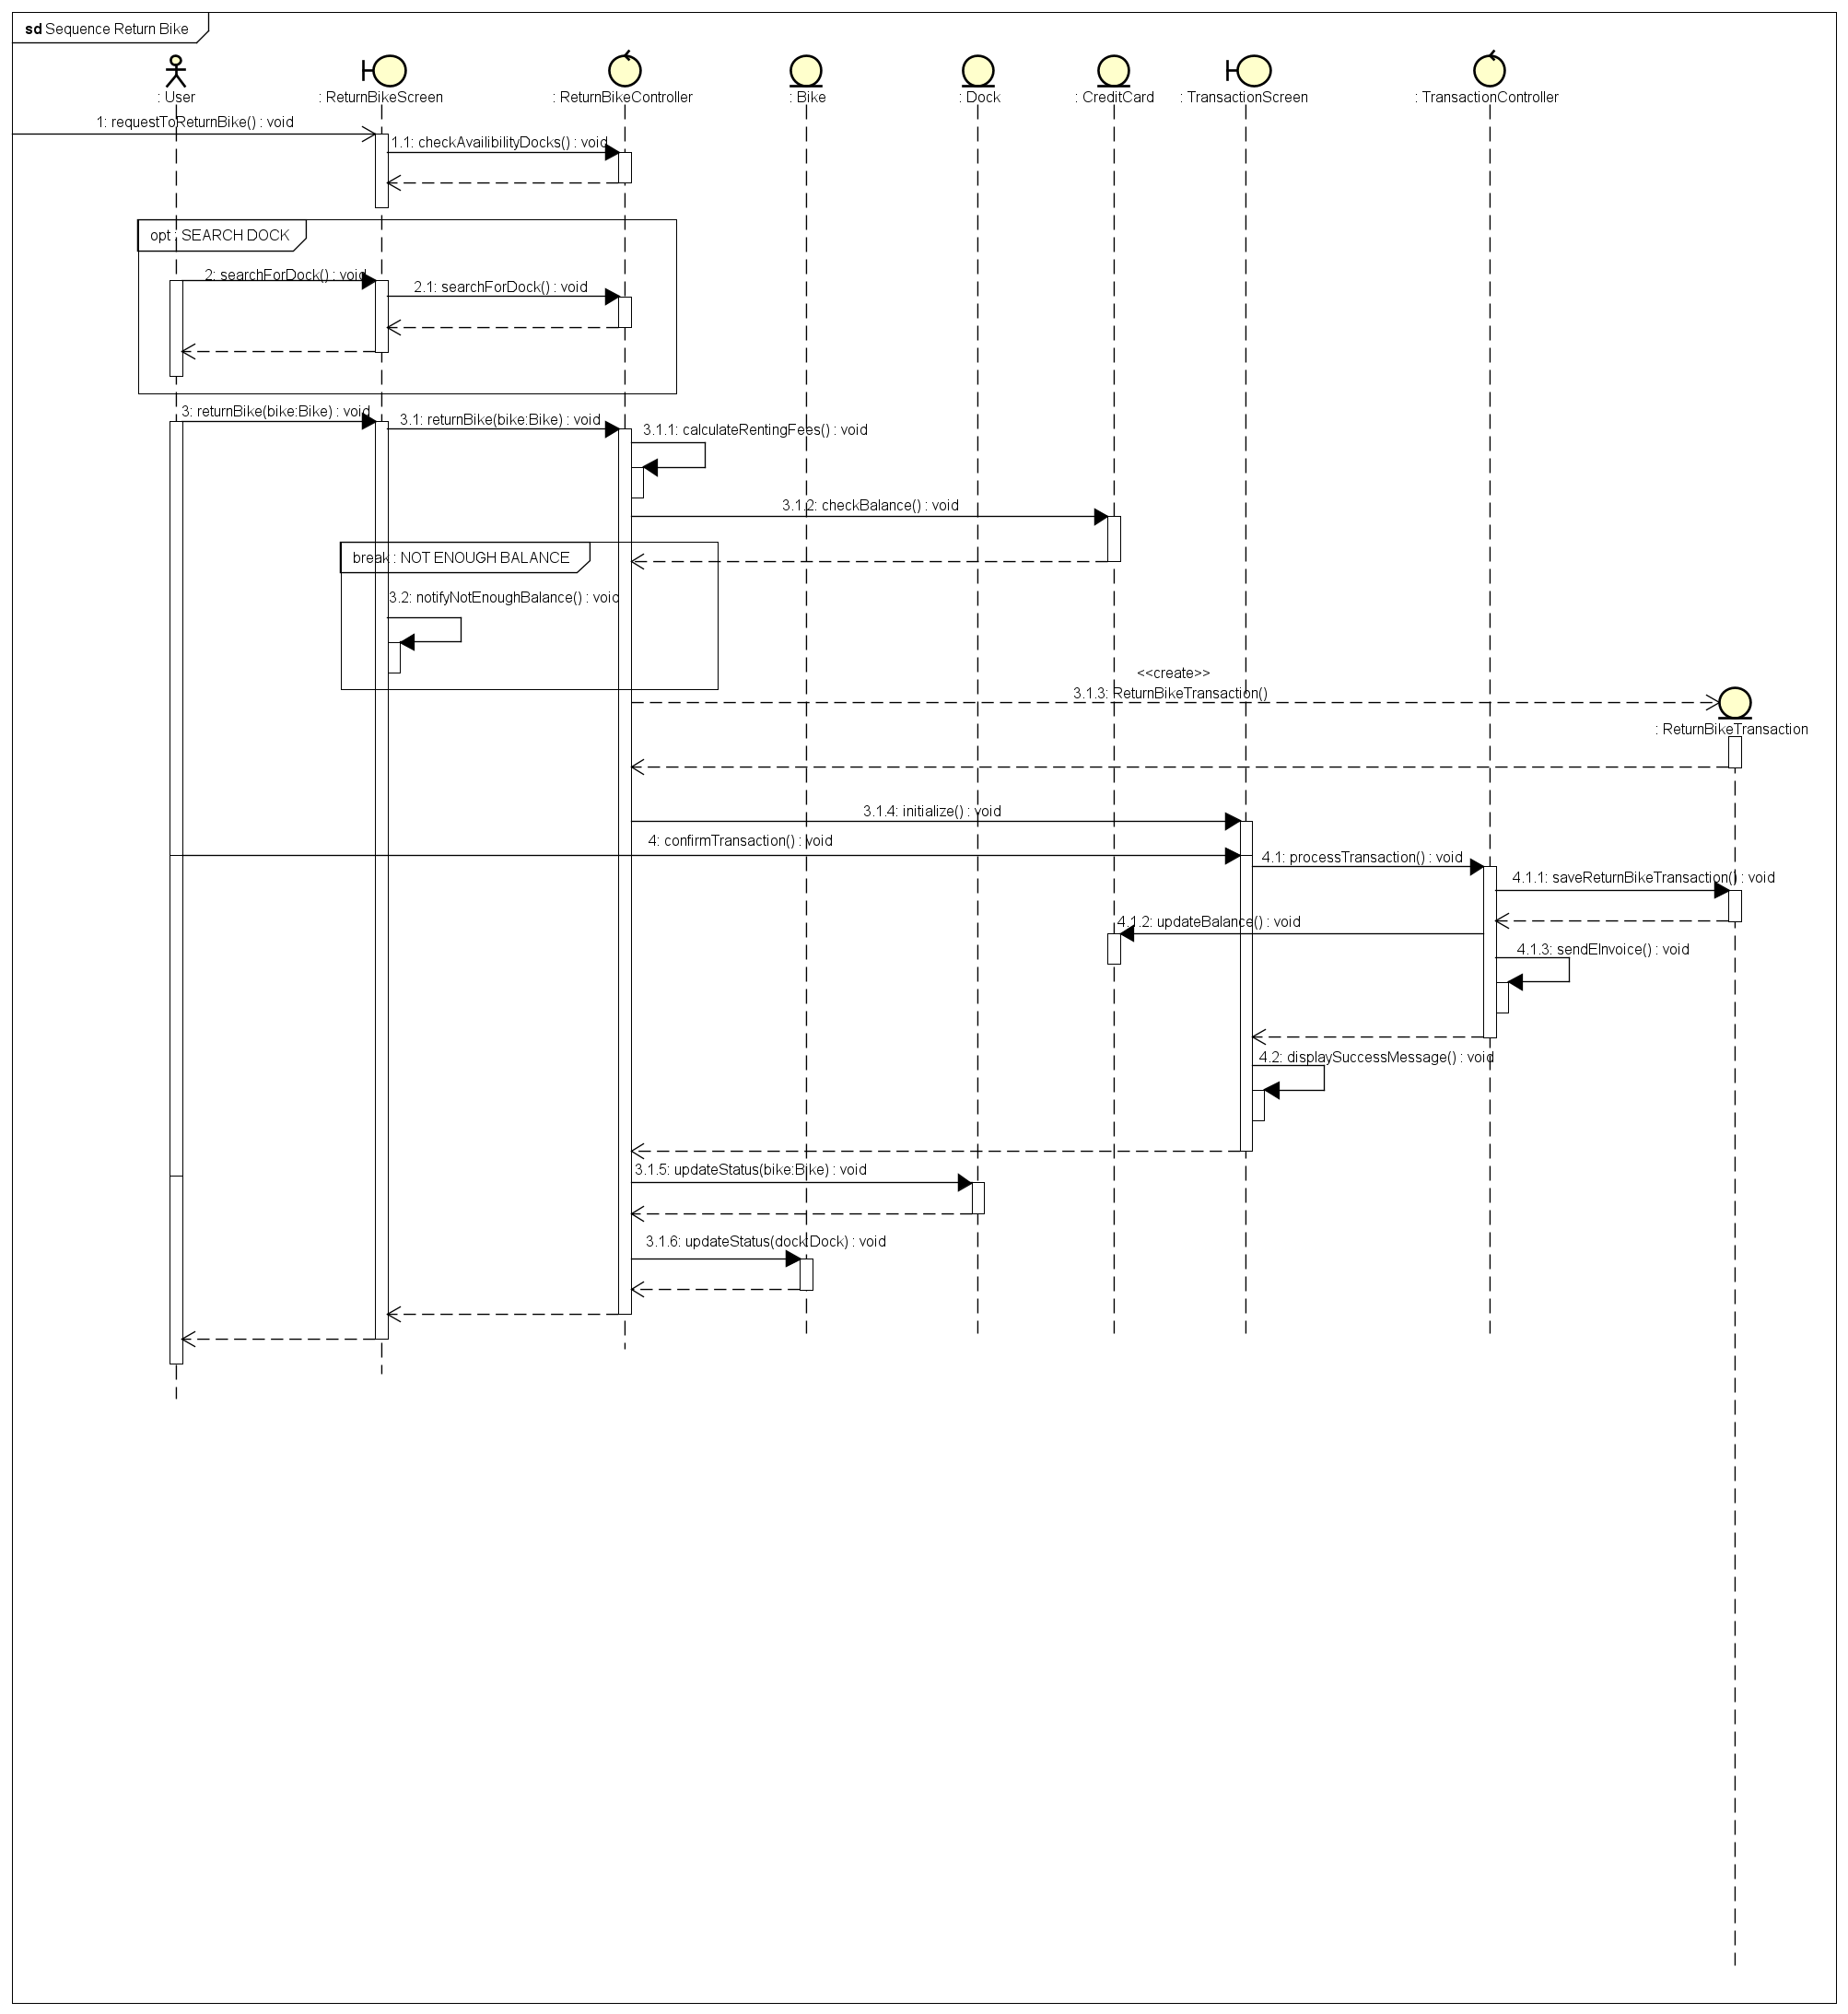 sd Sequence Return Bike
: User
: ReturnBikeScreen
: ReturnBikeController
: Bike
: Dock
: CreditCard
: TransactionScreen
: TransactionController
1: requestToReturnBike() : void
1.1: checkAvailibilityDocks() : void
opt : SEARCH DOCK
2: searchForDock() : void
2.1: searchForDock() : void
3: returnBike(bike:Bike) : void
3.1: returnBike(bike:Bike) : void
3.1.1: calculateRentingFees() : void
3.1.2: checkBalance() : void
break : NOT ENOUGH BALANCE
3.2: notifyNotEnoughBalance() : void
<<create>>
3.1.3: ReturnBikeTransaction()
: ReturnBikeTransaction
3.1.4: initialize() : void
4: confirmTransaction() : void
4.1: processTransaction() : void
4.1.1: saveReturnBikeTransaction() : void
4.1.2: updateBalance() : void
4.1.3: sendEInvoice() : void
4.2: displaySuccessMessage() : void
3.1.5: updateStatus(bike:Bike) : void
3.1.6: updateStatus(dock:Dock) : void